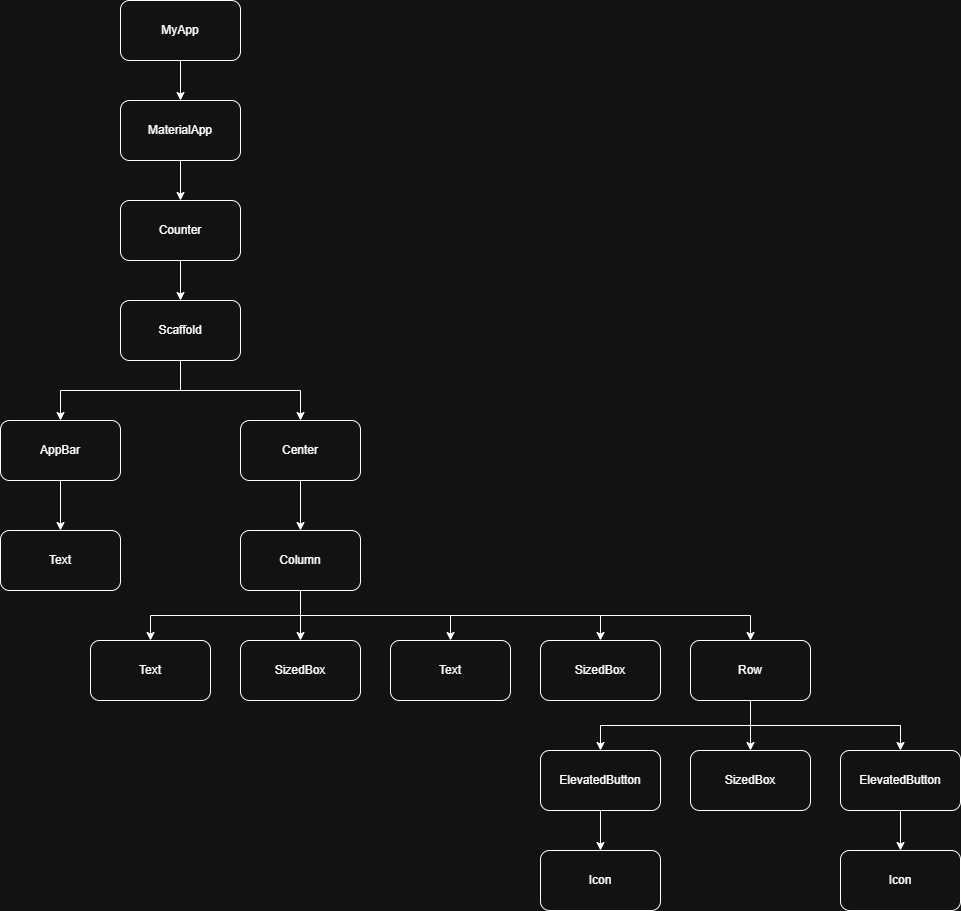 MyApp
MaterialApp
Counter
Scaffold
AppBar
Center
Text
Column
Text
SizedBox
Text
SizedBox
Row
ElevatedButton
SizedBox
ElevatedButton
Icon
Icon